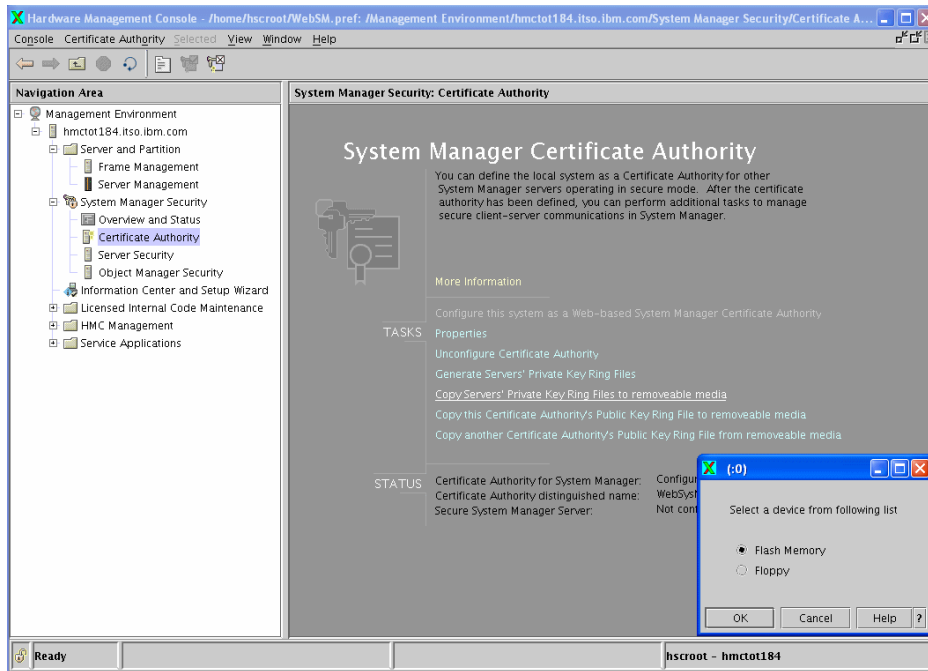 Hardware Management Console - /home/hscroot/WebSM.pref: /Management Environment/hmctot184.itso.ibm.com/System Manager Security/Certificate A...
Console Certificate Authority Selected View Window Help
Navigation Area
Management Environment
hmctot184.itso.ibm.com
Server and Partition
Frame Management
Server Management
System Manager Security
Overview and Status
Certificate Authority
Server Security
Object Manager Security
Information Center and Setup Wizard
Licensed Internal Code Maintenance
HMC Management
Service Applications
System Manager Security: Certificate Authority
System Manager Certificate Authority
You can define the local system as a Certificate Authority for other
System Manager servers operating in secure mode. After the certificate
authority has been defined, you can perform additional tasks to manage
secure client-server communications in System Manager.
More Information
Configure this system as a Web-based System Manager Certificate Authority
TASKS
Properties
Unconfigure Certificate Authority
Generate Servers' Private Key Ring Files
Copy Servers' Private Key Ring Files to removeable media
Copy this Certificate Authority's Public Key Ring File to removeable media
Copy another Certificate Authority's Public Key Ring File from removeable media
STATUS
Certificate Authority for System Manager: Configur
Certificate Authority distinguished name: WebSysM
Secure System Manager Server: Not cont
(:0)
Select a device from following list
Flash Memory
Floppy
OK Cancel Help ?
Ready
hscroot - hmctot184